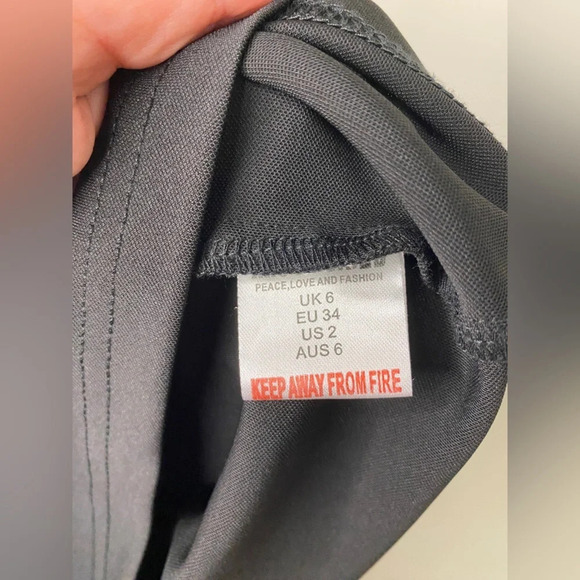 PEACE,LOVE AND FASHION
UK 6
EU 34
US 2
AUS 6
KEEP AWAY FROM FIRE